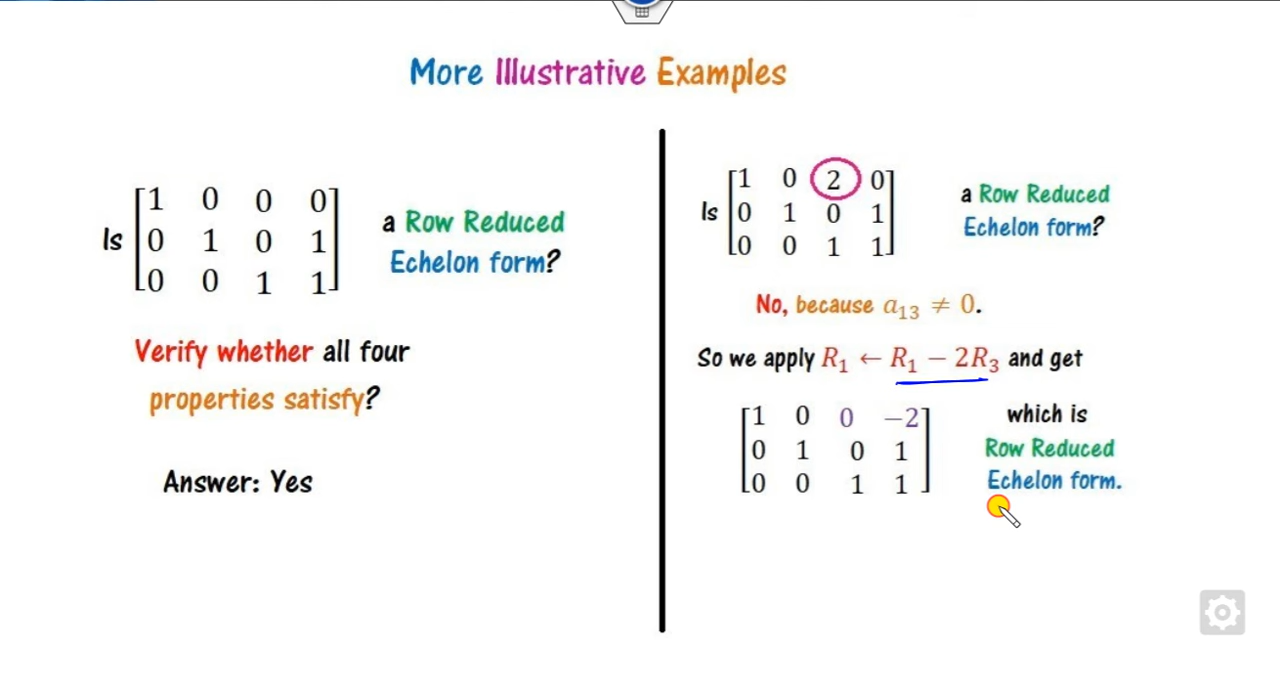 More Illustrative Examples
Is [1 0 0 0
0 1 0 1
0 0 1 1] a Row Reduced
Echelon form?
Verify whether all four
properties satisfy?
Answer: Yes
Is [1 0 2 0
0 1 0 1
0 0 1 1] a Row Reduced
Echelon form?
No, because a₁₃ ≠ 0.
So we apply R₁ ← R₁ − 2R₃ and get
[1 0 0 −2
0 1 0 1
0 0 1 1] which is
Row Reduced
Echelon form.